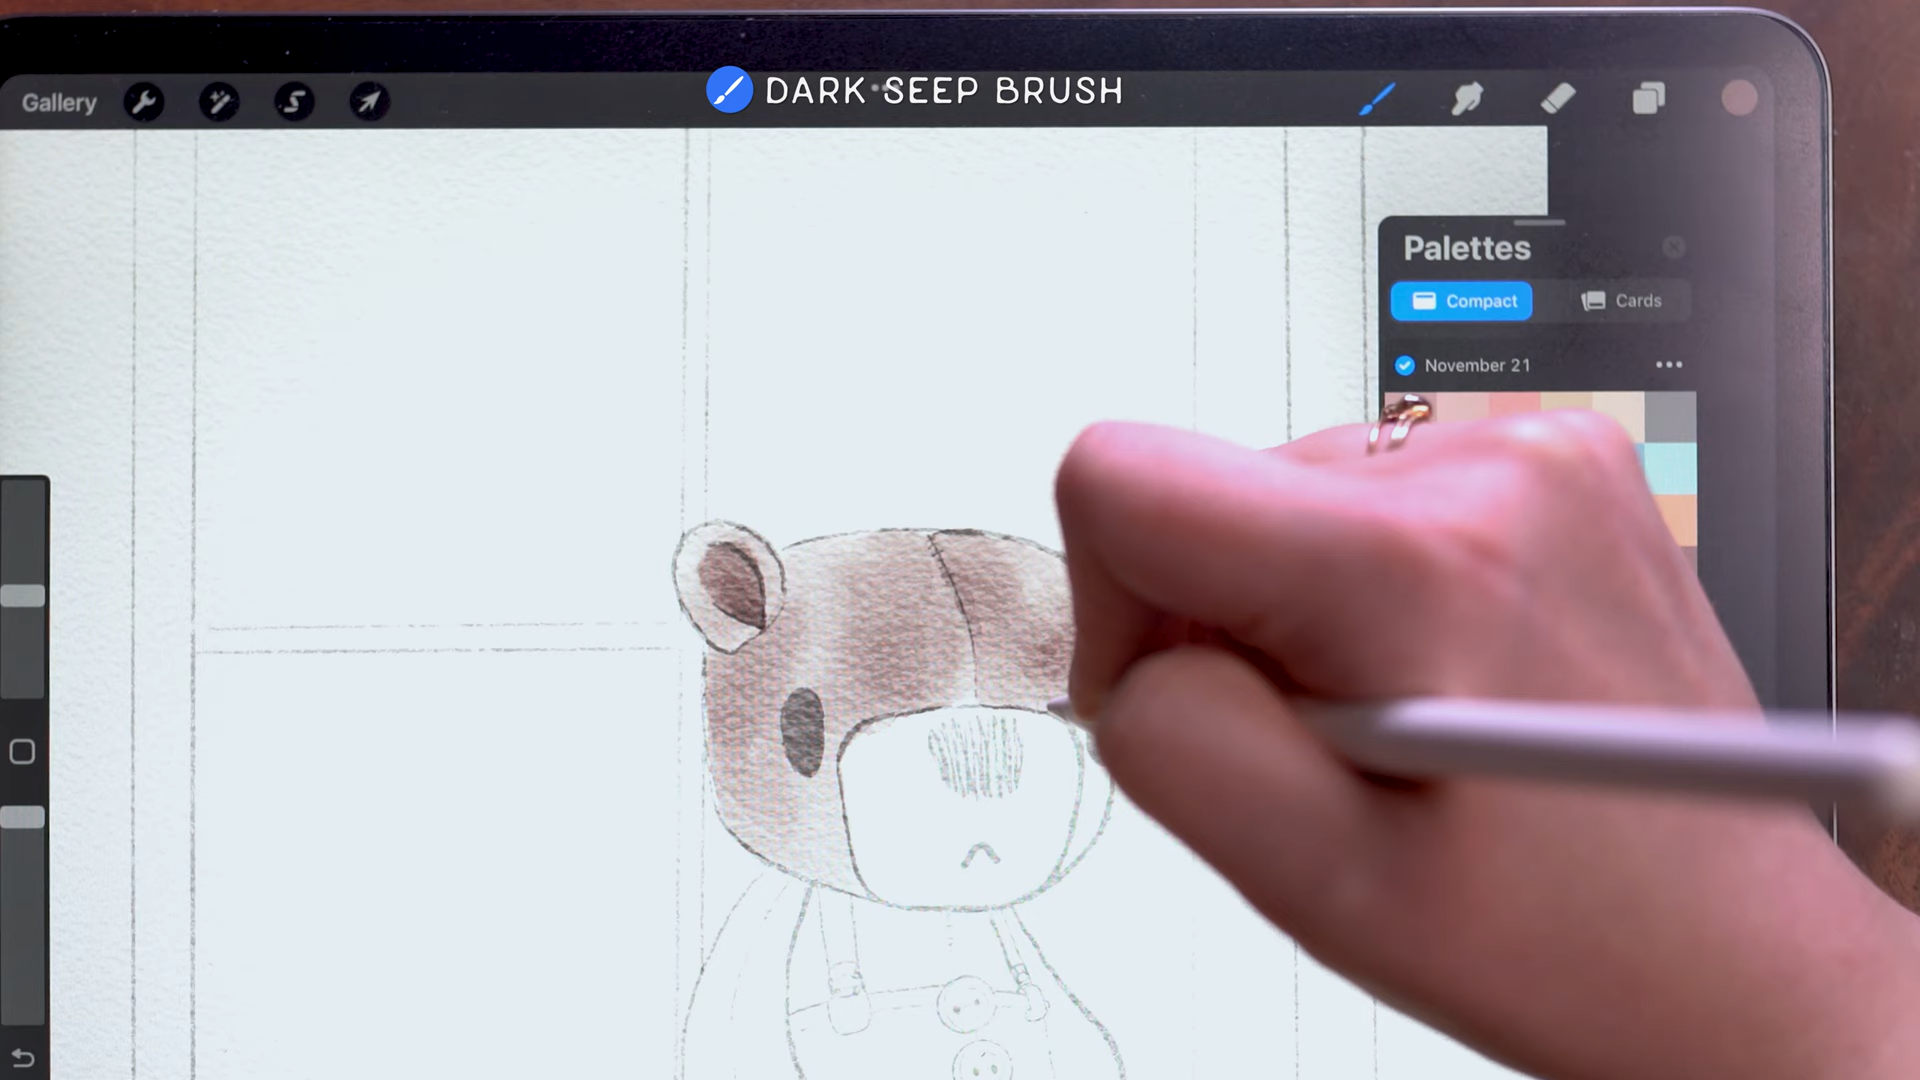 Gallery
DARK SEEP BRUSH
Palettes
Compact
Cards
November 21